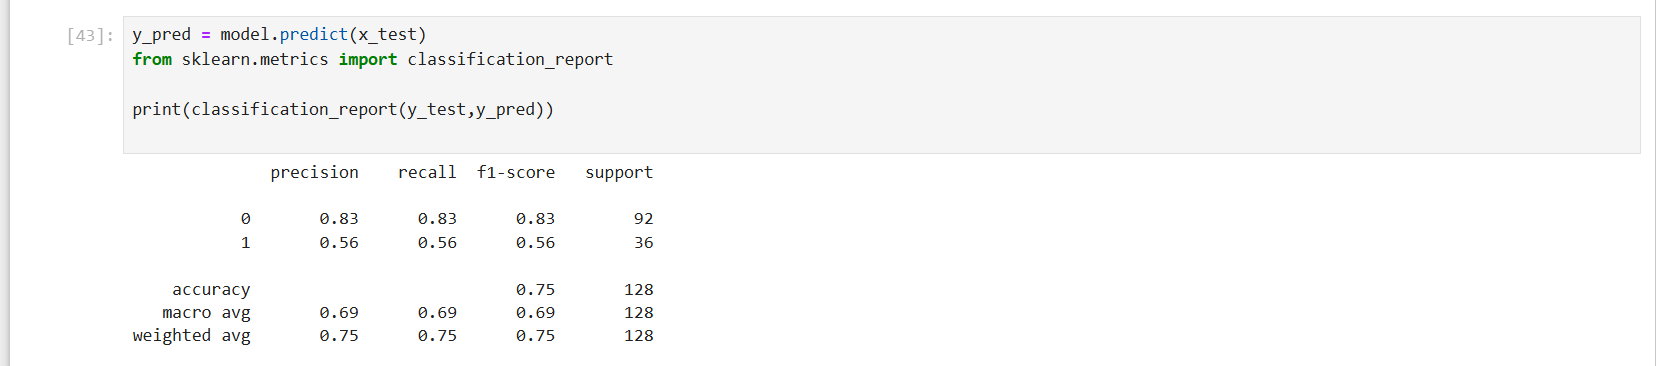 [43]: y_pred = model.predict(x_test)
from sklearn.metrics import classification_report
print(classification_report(y_test,y_pred))
precision recall f1-score support
0 0.83 0.83 0.83 92
1 0.56 0.56 0.56 36
accuracy 0.75 128
macro avg 0.69 0.69 0.69 128
weighted avg 0.75 0.75 0.75 128